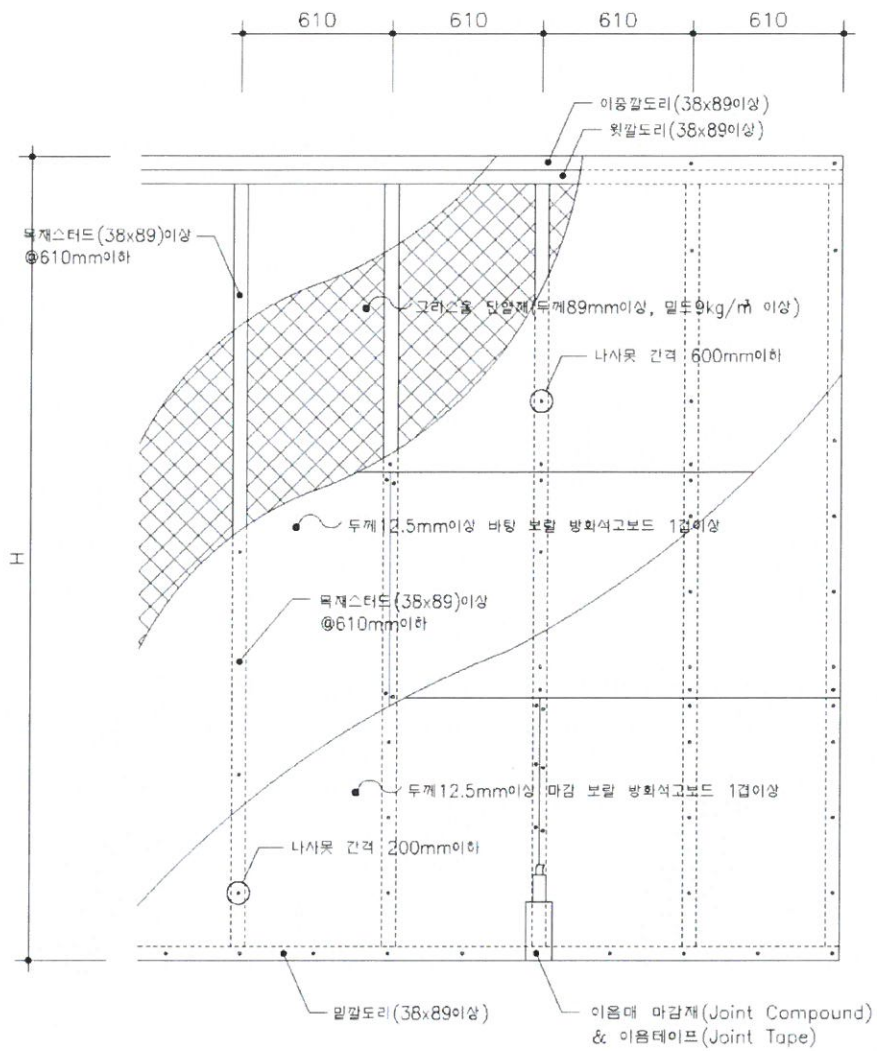 610 610 610 610
이중깔도리(38x89이상)
윗깔도리(38x89이상)
목재스터드(38x89)이상
@610mm이하
그라스울 단열재(두께89mm이상, 밀도9kg/㎥ 이상)
나사못 간격 600mm이하
H
두께12.5mm이상 바탕 보랄 방화석고보드 1겹이상
목재스터드(38x89)이상
@610mm이하
두께12.5mm이상 마감 보랄 방화석고보드 1겹이상
나사못 간격 200mm이하
밑깔도리(38x89이상)
이음매 마감재(Joint Compound)
& 이음테이프(Joint Tape)